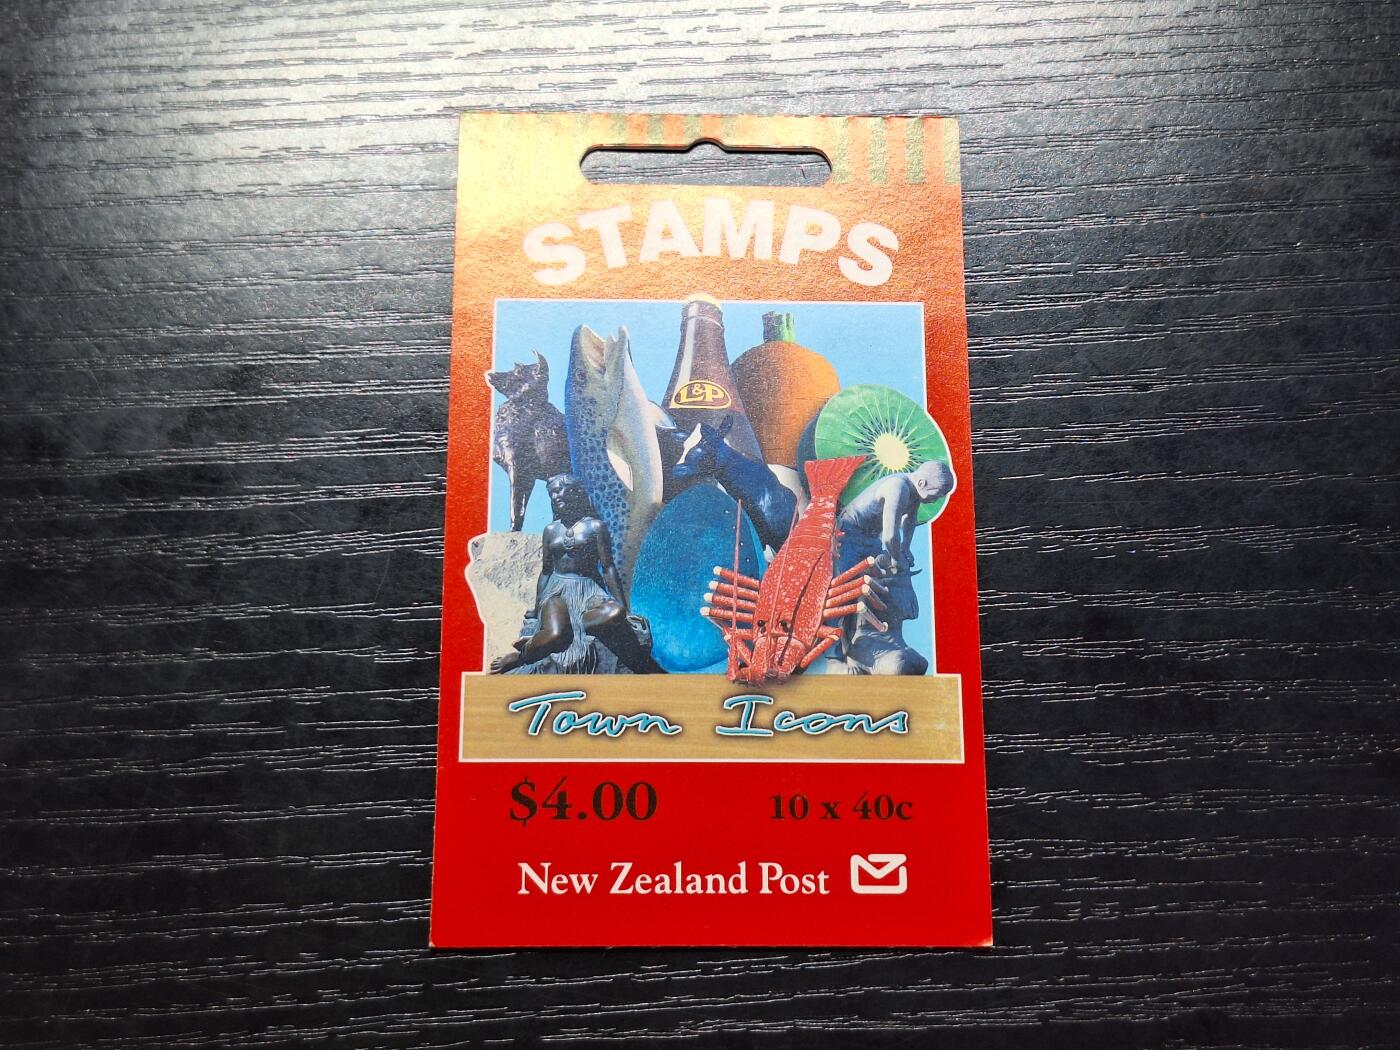 STAMPS
L&P
Town Icons
$4.00 10 x 40c
New Zealand Post